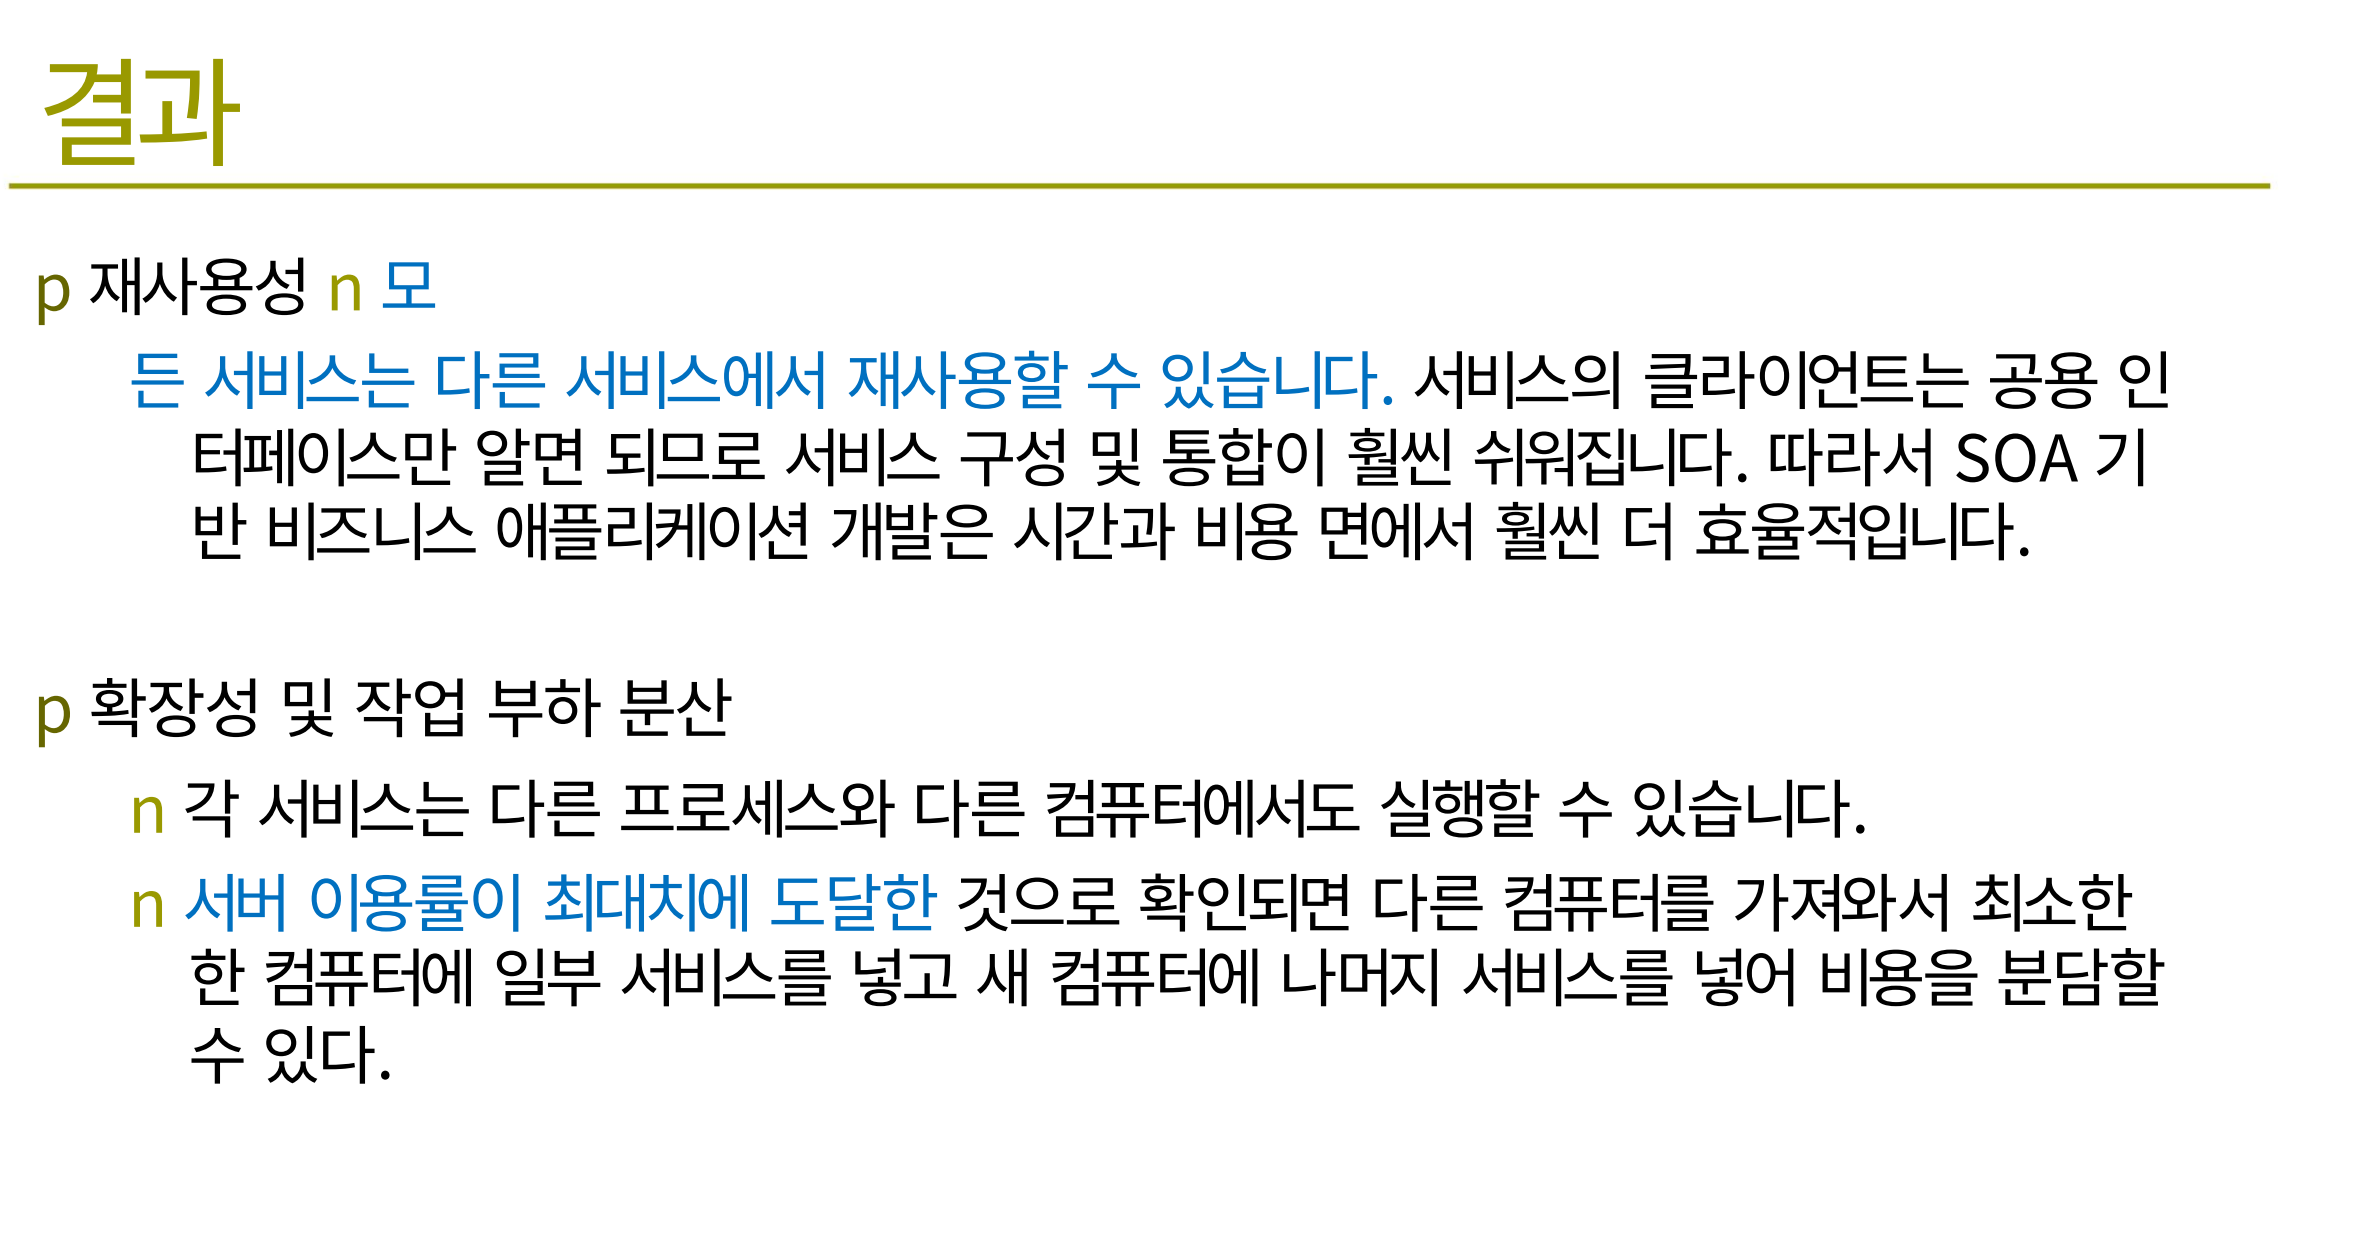 결과
p 재사용성 n 모
든 서비스는 다른 서비스에서 재사용할 수 있습니다. 서비스의 클라이언트는 공용 인
터페이스만 알면 되므로 서비스 구성 및 통합이 훨씬 쉬워집니다. 따라서 SOA 기
반 비즈니스 애플리케이션 개발은 시간과 비용 면에서 훨씬 더 효율적입니다.
p 확장성 및 작업 부하 분산
n 각 서비스는 다른 프로세스와 다른 컴퓨터에서도 실행할 수 있습니다.
n 서버 이용률이 최대치에 도달한 것으로 확인되면 다른 컴퓨터를 가져와서 최소한
한 컴퓨터에 일부 서비스를 넣고 새 컴퓨터에 나머지 서비스를 넣어 비용을 분담할
수 있다.